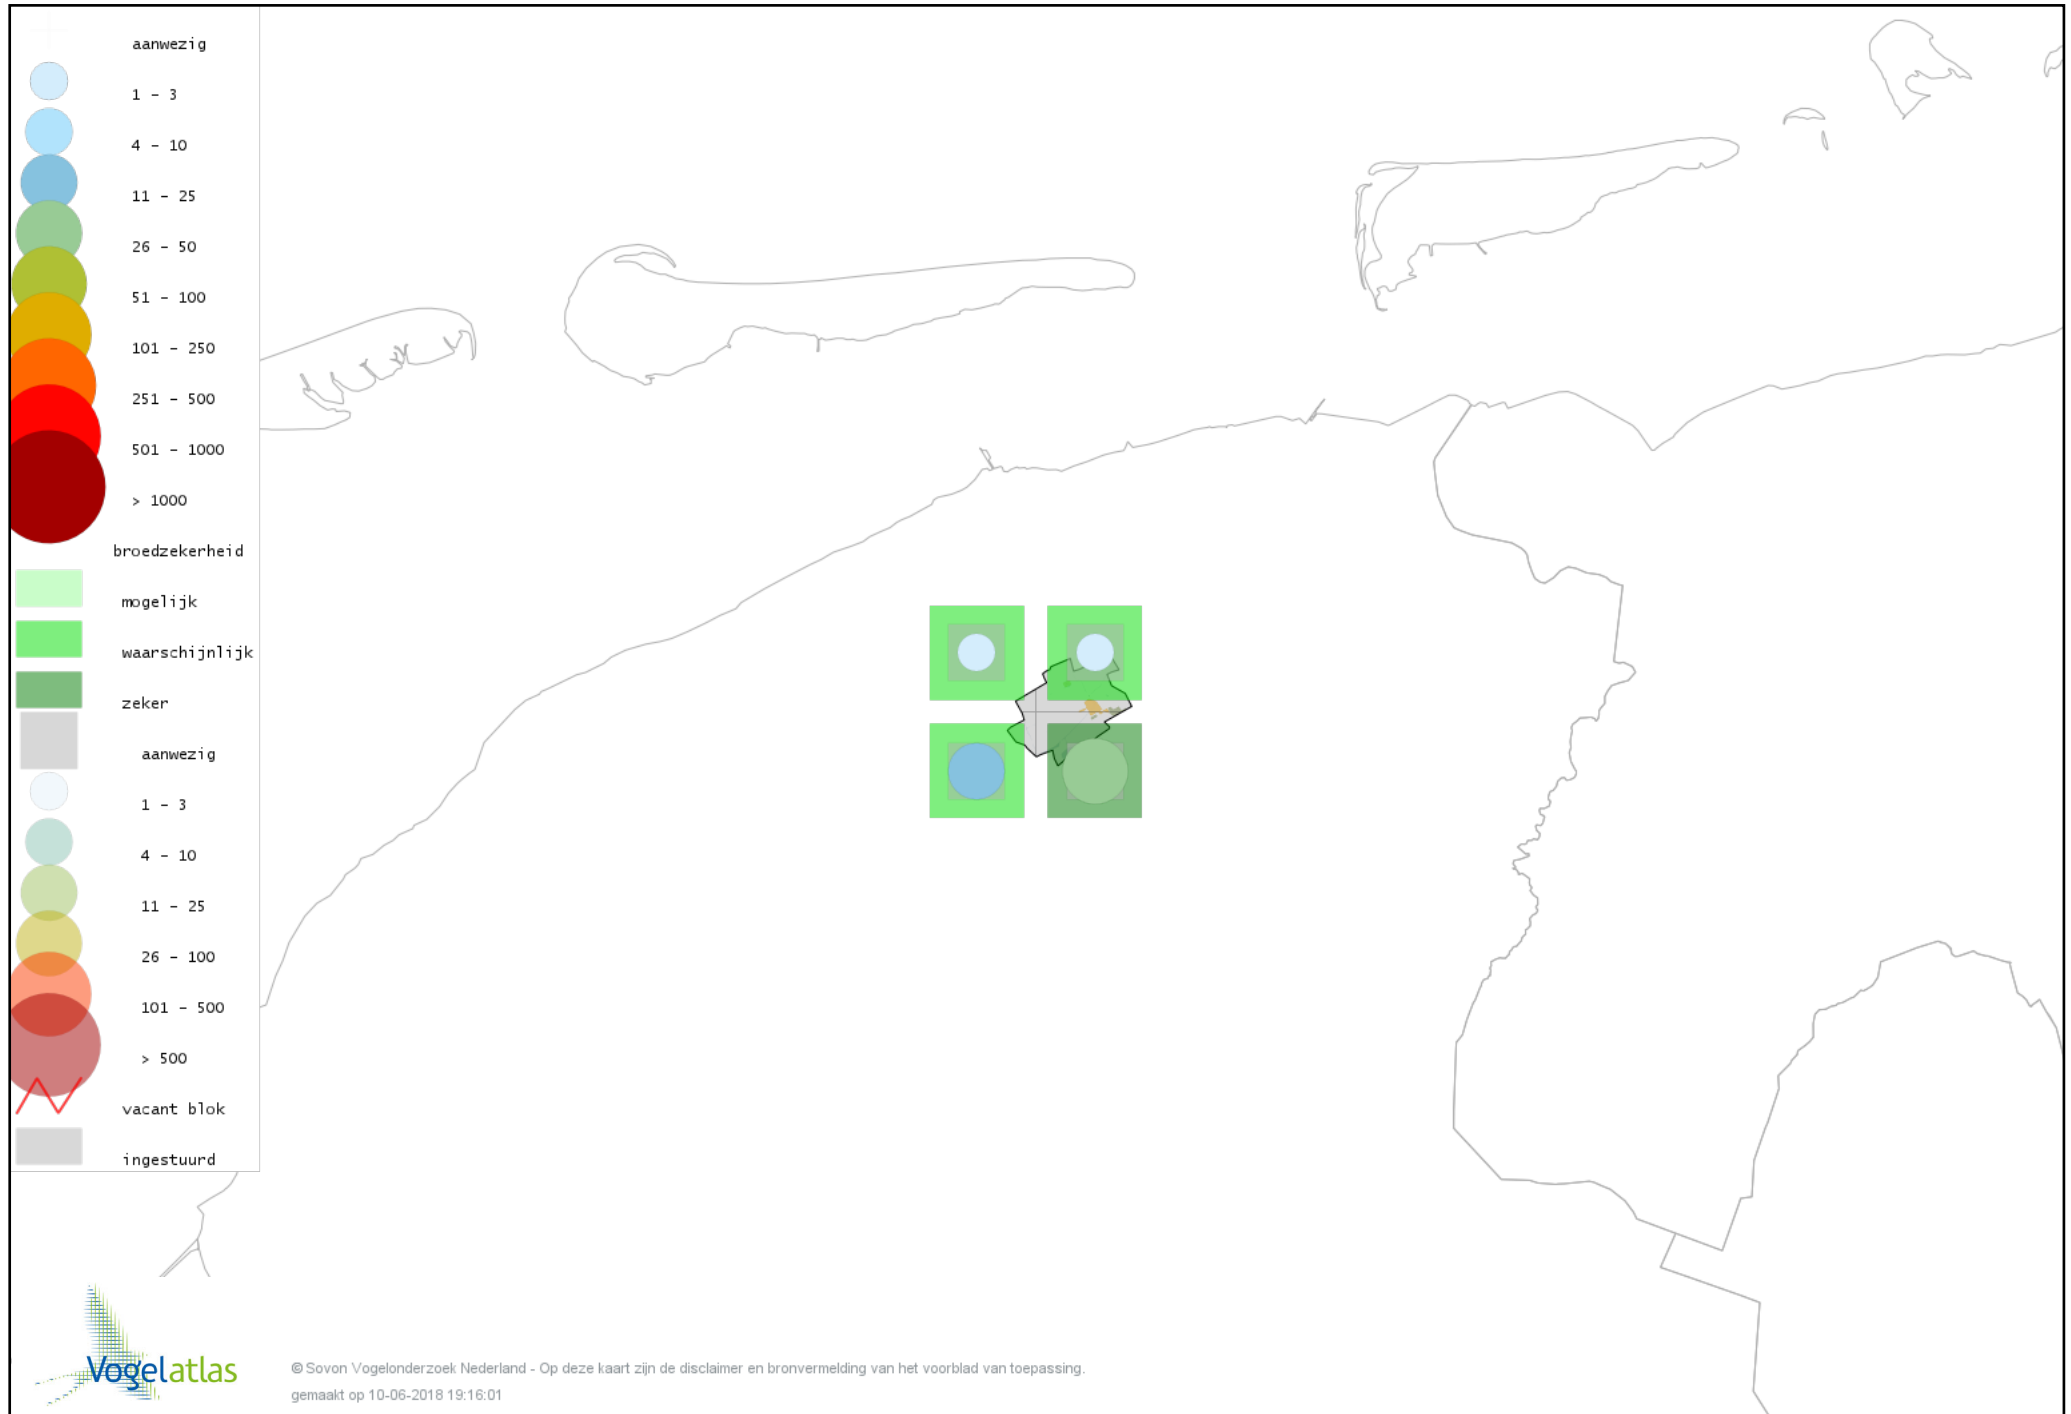 aanwezig
1 - 3
4 - 10
11 - 25
26 - 50
51 - 100
101 - 250
251 - 500
501 - 1000
> 1000
broedzekerheid
mogelijk
waarschijnlijk
zeker
aanwezig
1 - 3
4 - 10
11 - 25
26 - 100
101 - 500
> 500
vacant blok
ingestuurd
Vogelatlas
© Sovon Vogelonderzoek Nederland - Op deze kaart zijn de disclaimer en bronvermelding van het voorblad van toepassing.
gemaakt op 10-06-2018 19:16:01